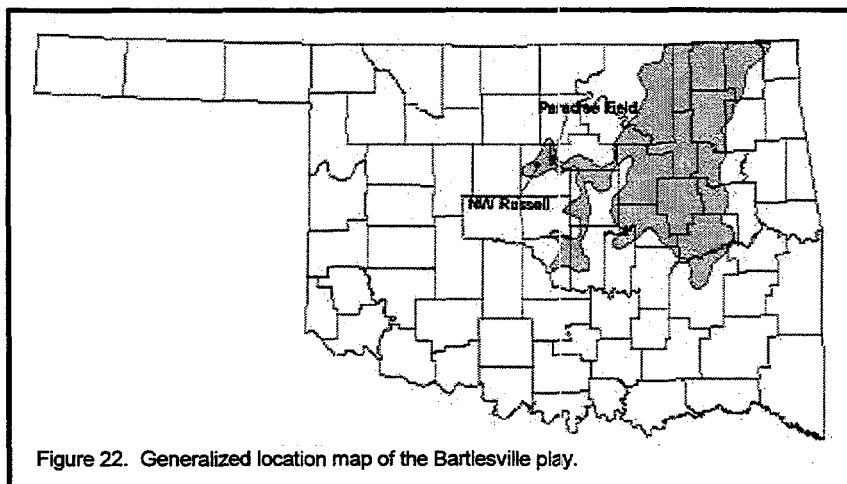 Paradise Field
NW Russell
Figure 22. Generalized location map of the Bartlesville play.